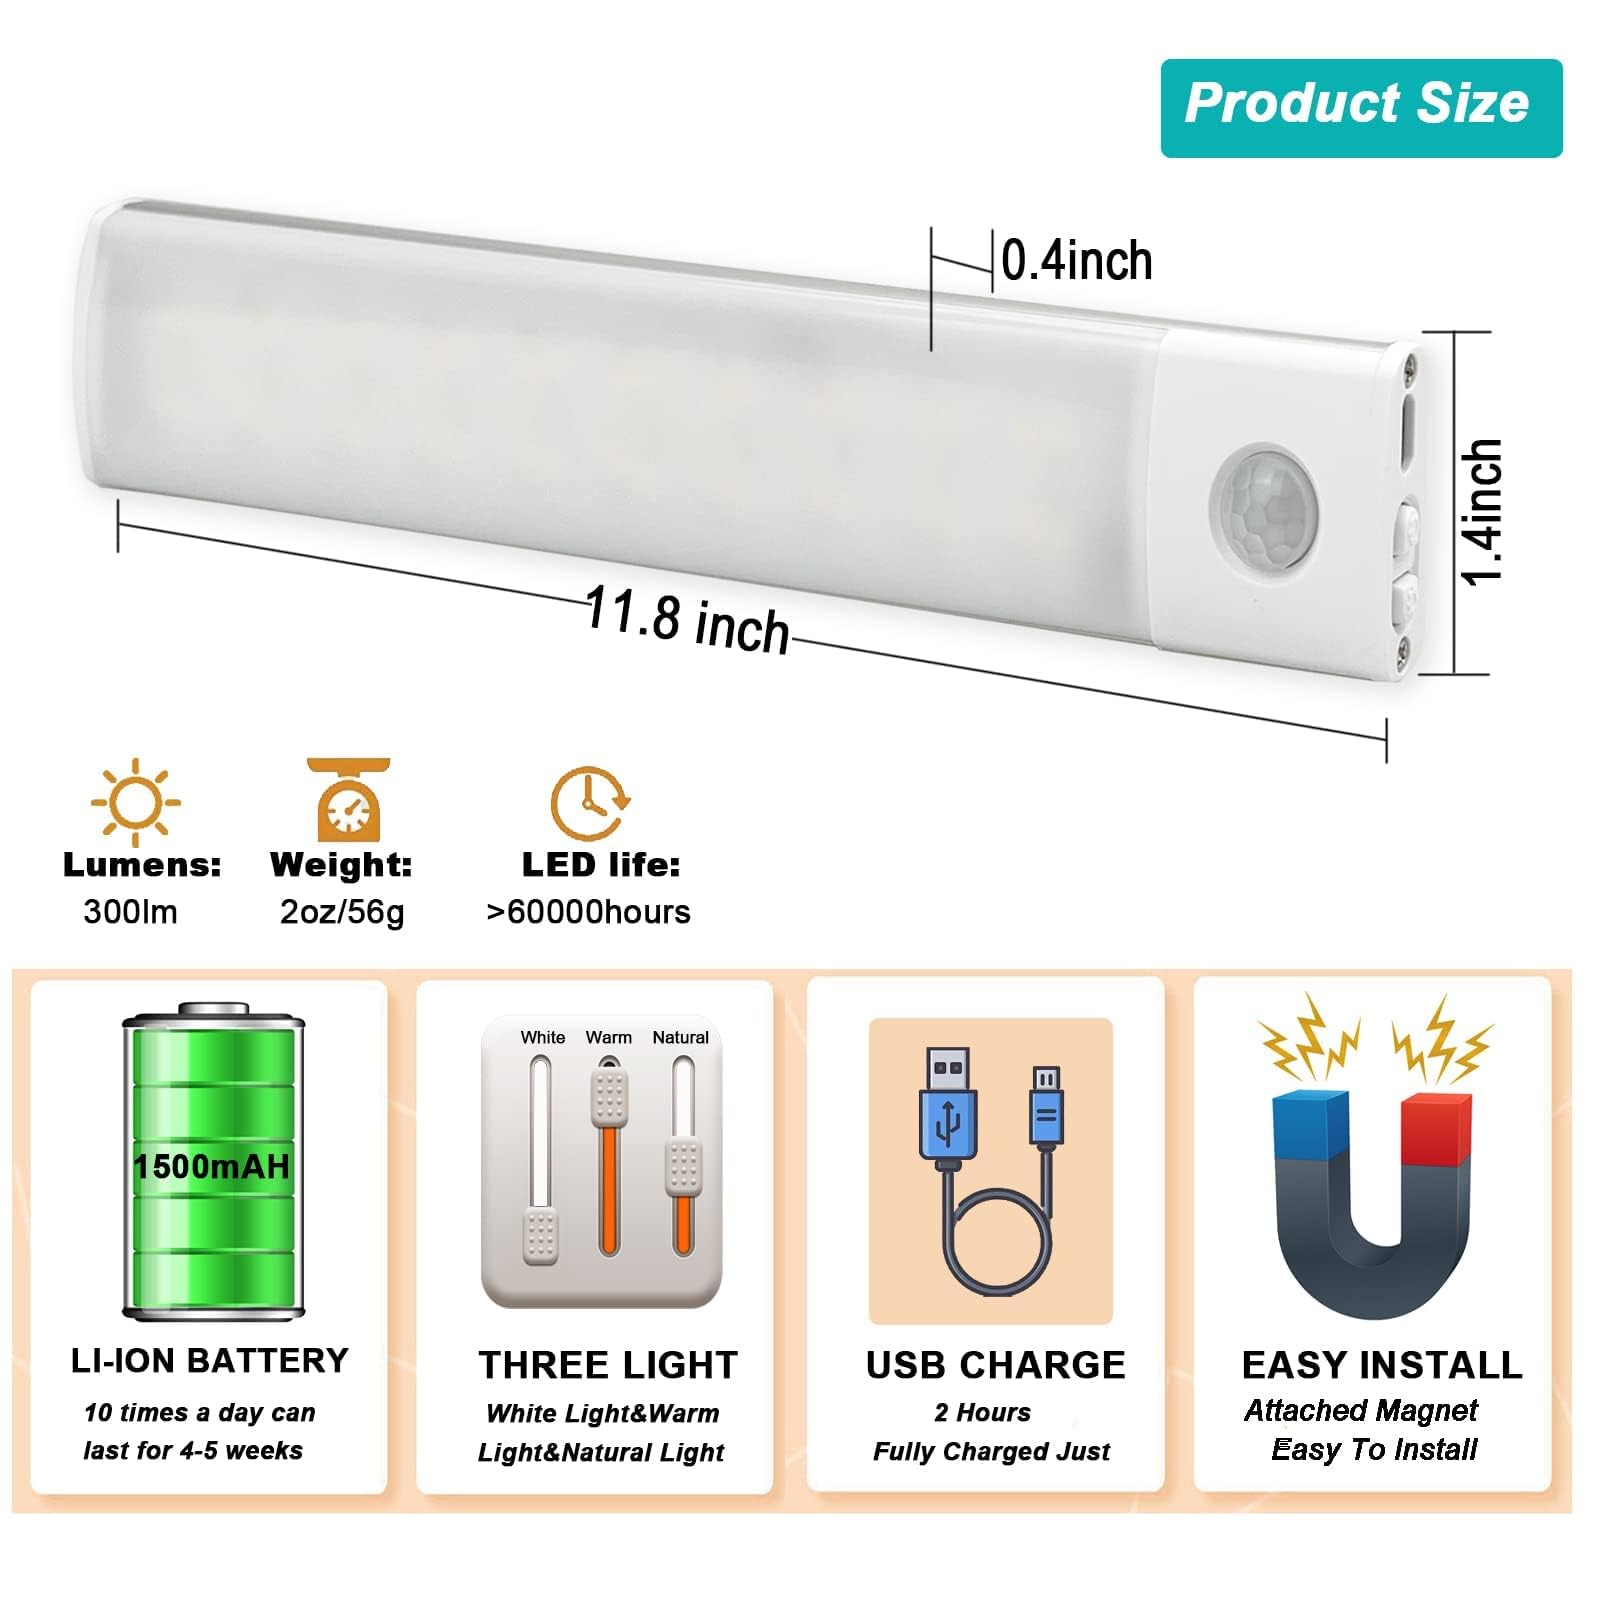 Product Size
0.4inch
1.4inch
11.8 inch
Lumens:
300lm
Weight:
2oz/56g
LED life:
>60000hours
1500mAH
LI-ION BATTERY
10 times a day can
last for 4-5 weeks
White Warm Natural
THREE LIGHT
White Light&Warm
Light&Natural Light
USB CHARGE
2 Hours
Fully Charged Just
EASY INSTALL
Attached Magnet
Easy To Install